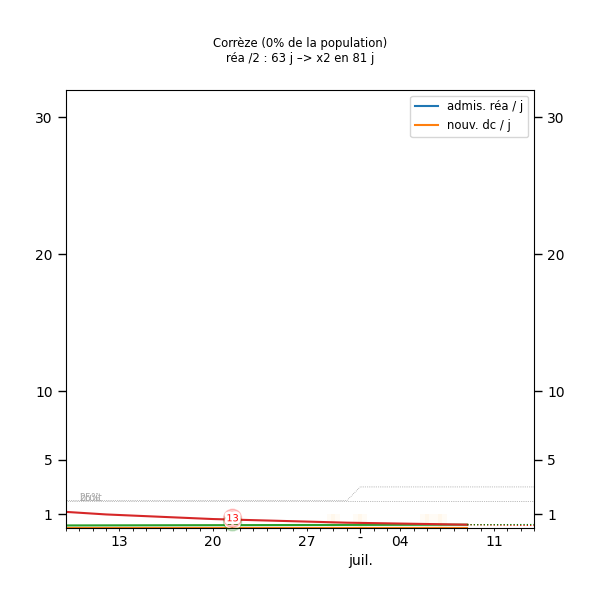 Corrèze (0% de la population)
réa /2 : 63 j –> x2 en 81 j
admis. réa / j
nouv. dc / j
30 30
20 20
10 10
5 5
13
1 1
13 20 27 - 04 11
juil.